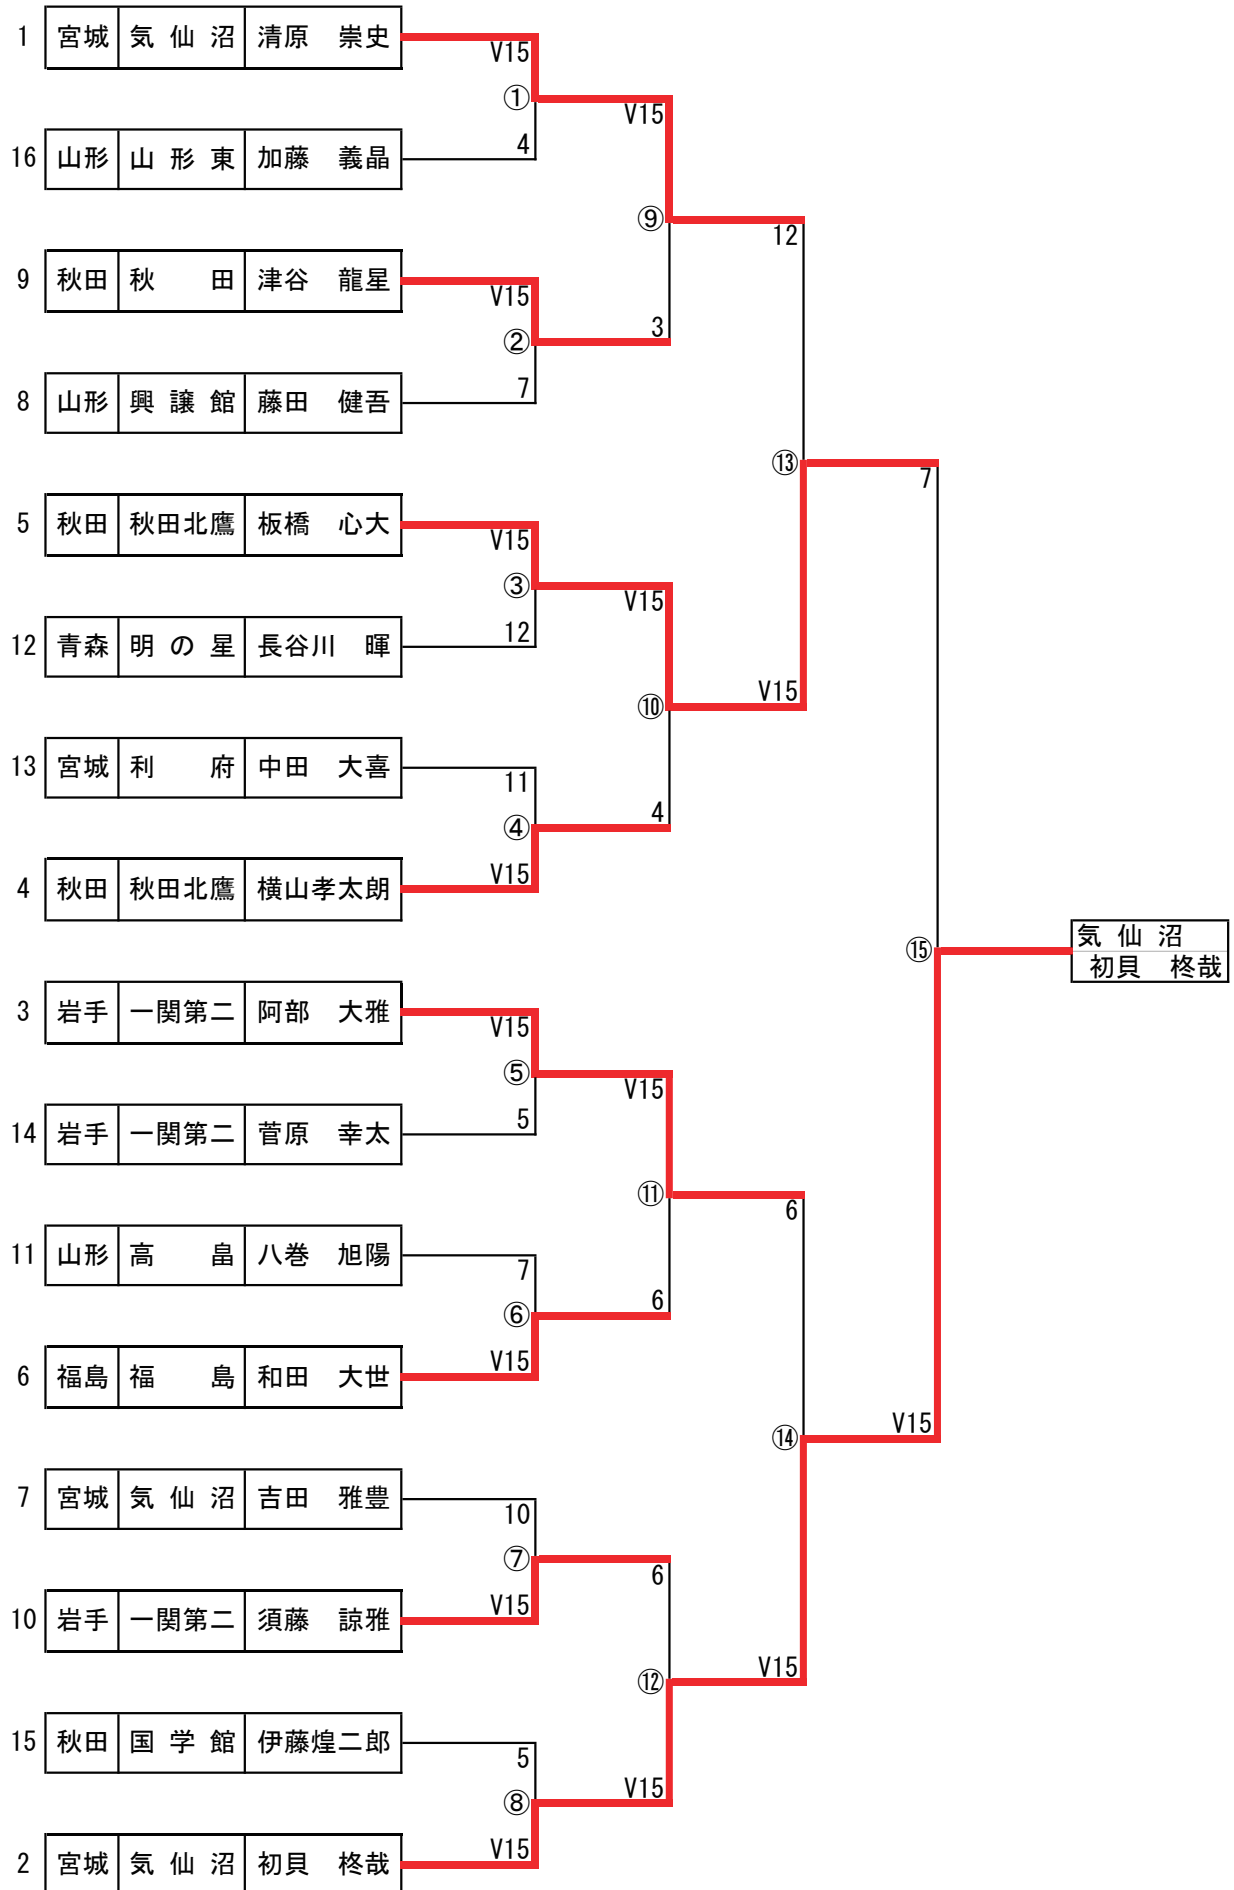 1 宮城 気仙沼 清原 崇史
V15
① V15
16 山形 山形東 加藤 義晶
4
⑨ 12
9 秋田 秋田 津谷 龍星
V15
② 3
8 山形 興譲館 藤田 健吾
7
⑬ 7
5 秋田 秋田北鷹 板橋 心大
V15
③ V15
12 青森 明の星 長谷川 暉
12
⑩ V15
13 宮城 利府 中田 大喜
11
④ 4
4 秋田 秋田北鷹 横山孝太朗
V15
⑮ 気仙沼
初貝 柊哉
3 岩手 一関第二 阿部 大雅
V15
⑤ V15
14 岩手 一関第二 菅原 幸太
5
⑪ 6
11 山形 高畠 八巻 旭陽
7
⑥ 6
6 福島 福島 和田 大世
V15
⑭ V15
7 宮城 気仙沼 吉田 雅豊
10
⑦ 6
10 岩手 一関第二 須藤 諒雅
V15
⑫ V15
15 秋田 国学館 伊藤煌二郎
5
⑧ V15
2 宮城 気仙沼 初貝 柊哉
V15